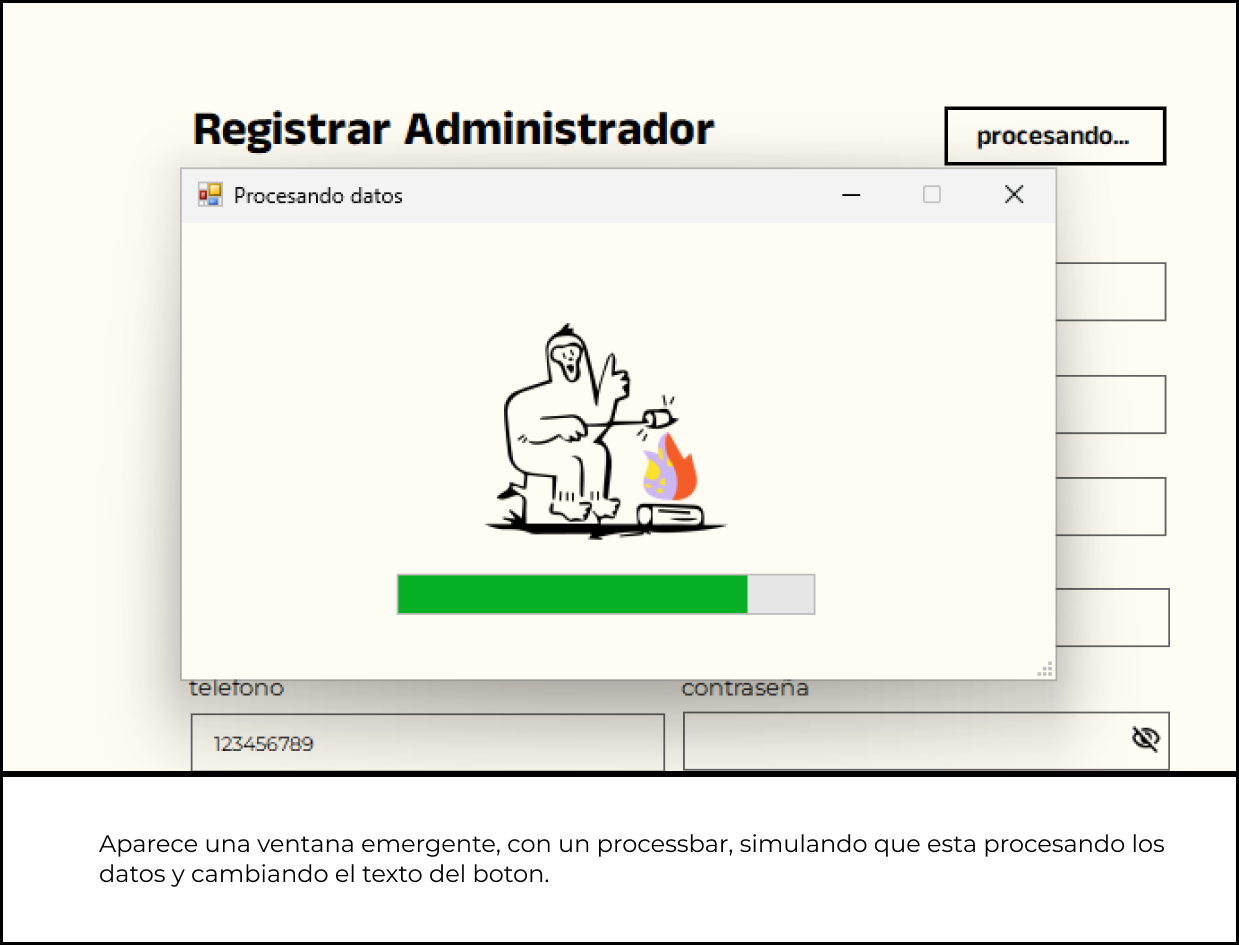 Registrar Administrador
procesando...
Procesando datos
telefono
contraseña
123456789
Aparece una ventana emergente, con un processbar, simulando que esta procesando los
datos y cambiando el texto del boton.